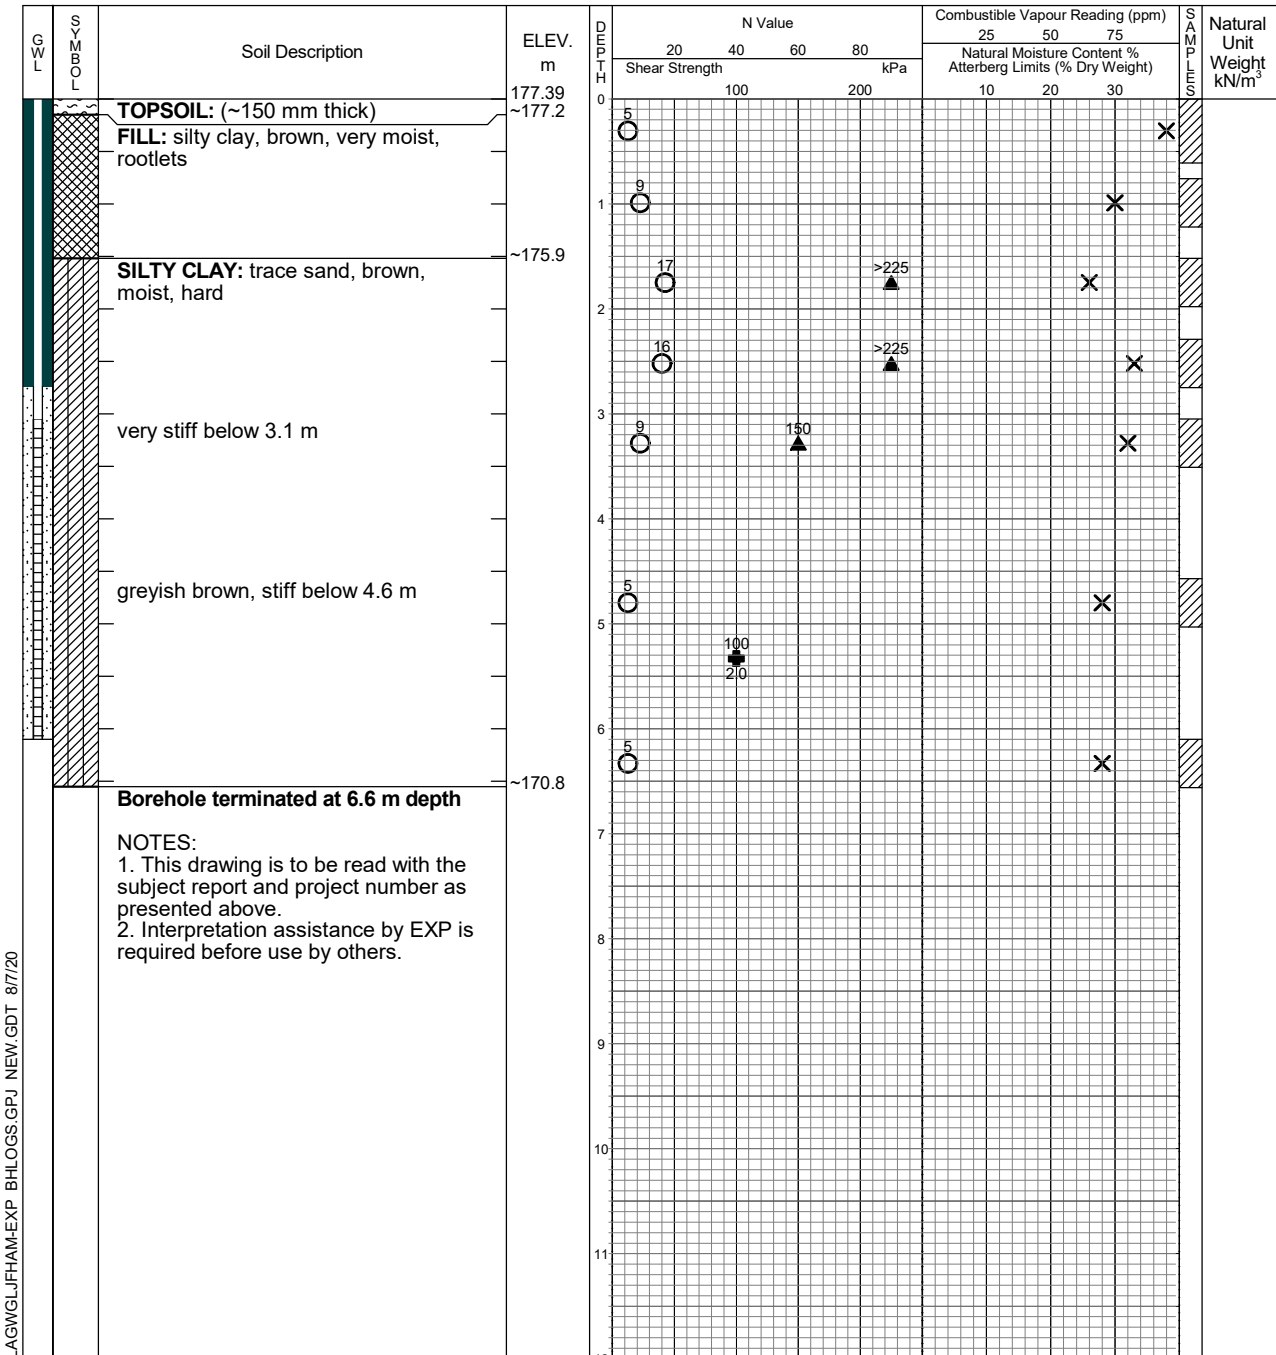 GWL
SYMBOL
Soil Description
ELEV.
m
177.39
DEPTH
N Value
20 40 60 80
Shear Strength kPa
100 200
Combustible Vapour Reading (ppm)
25 50 75
Natural Moisture Content %
Atterberg Limits (% Dry Weight)
10 20 30
SAMPLES
Natural
Unit
Weight
kN/m³
0
TOPSOIL: (~150 mm thick)
~177.2
FILL: silty clay, brown, very moist,
rootlets
5
9
1
~175.9
SILTY CLAY: trace sand, brown,
moist, hard
17 >225
2
16 >225
3
very stiff below 3.1 m
9 150
4
greyish brown, stiff below 4.6 m
5
5
100
2.0
6
5
~170.8
Borehole terminated at 6.6 m depth
7
NOTES:
1. This drawing is to be read with the
subject report and project number as
presented above.
2. Interpretation assistance by EXP is
required before use by others.
8
9
10
11
AGWGLJFHAM-EXP BHLOGS.GPJ NEW.GDT 8/7/20